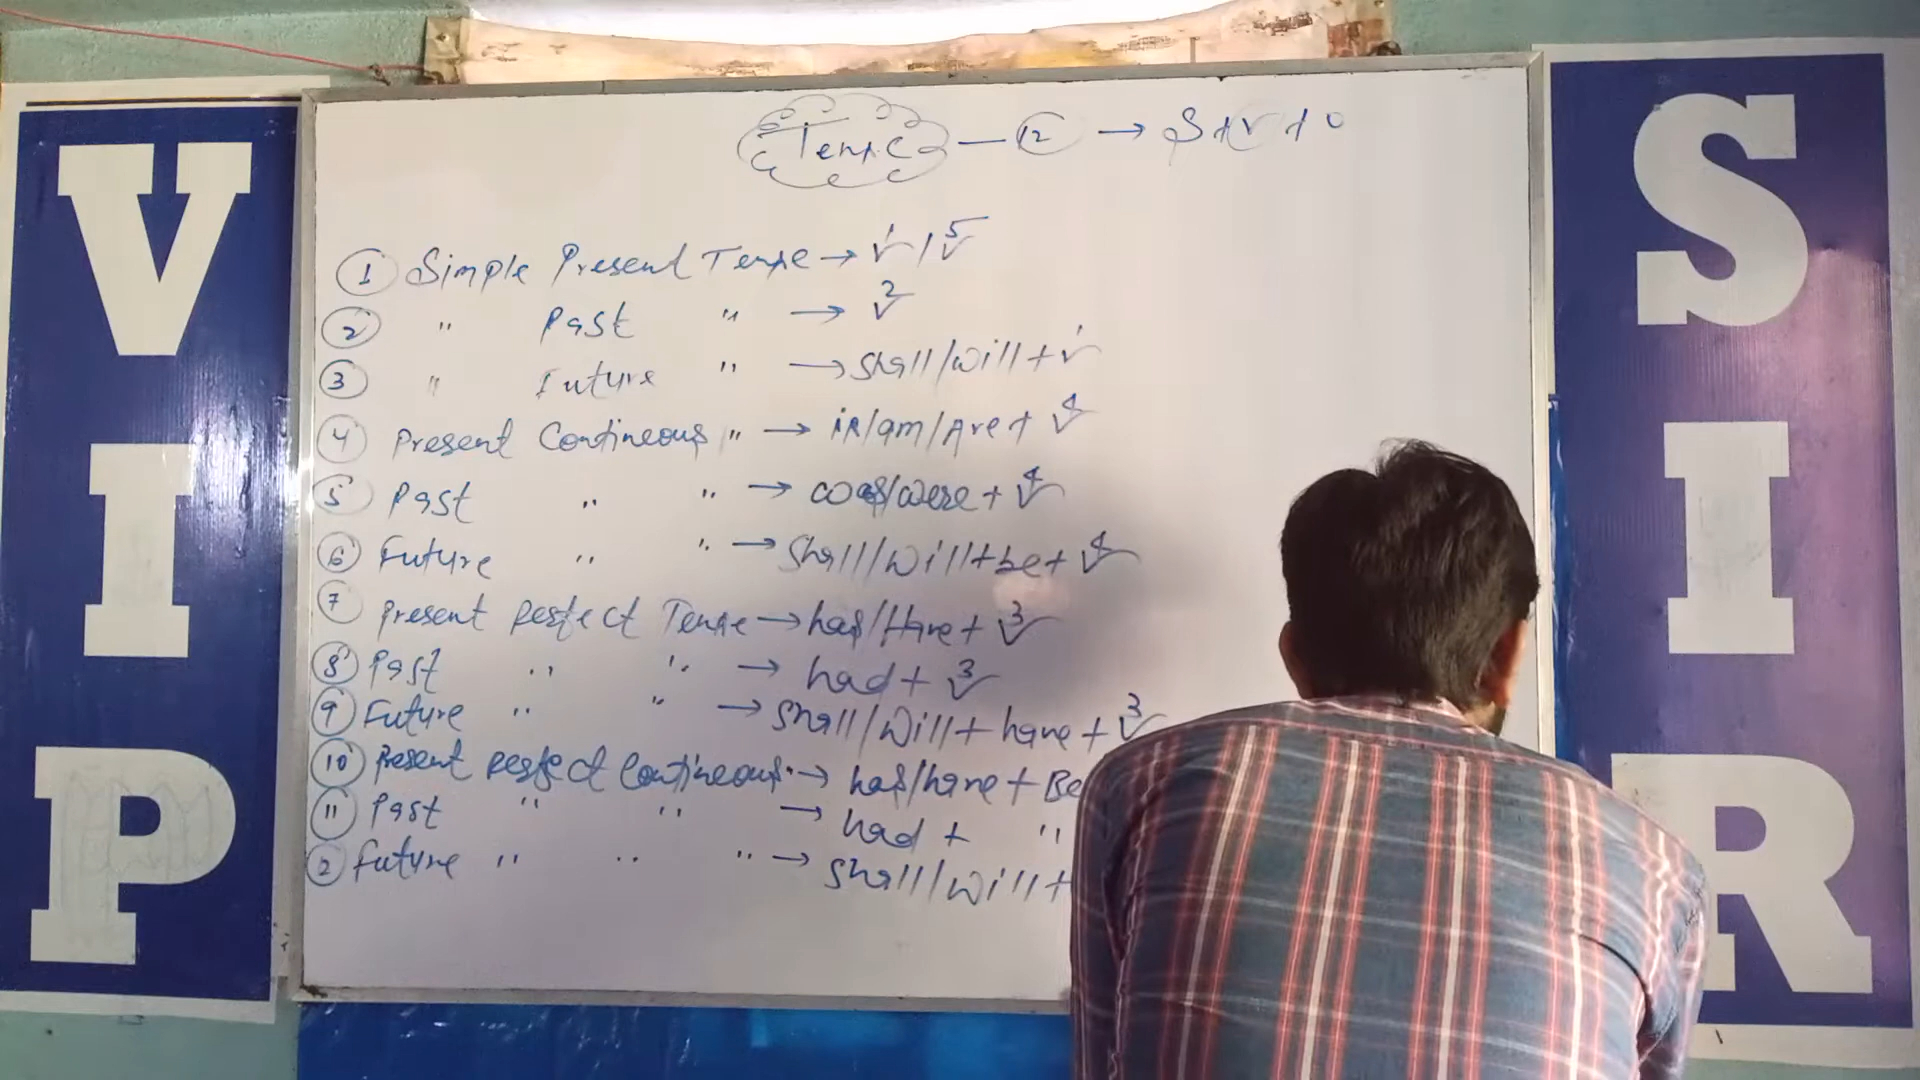 VIP
SIR
Tense — 12 → S + V + O
1 Simple Present Tense → V1 / V5
2 " Past " → V2
3 " Future " → Shall/Will + V1
4 Present Contineous " → is/am/Are + V4
5 Past " " → was/were + V4
6 Future " " → Shall/Will + be + V4
7 Present Perfect Tense → has/Have + V3
8 Past " " → had + V3
9 Future " " → Shall/Will + have + V3
10 Present Perfect Contineous " → has/have + Be
11 Past " " → had + "
2 Future " " " → Shall/Will +